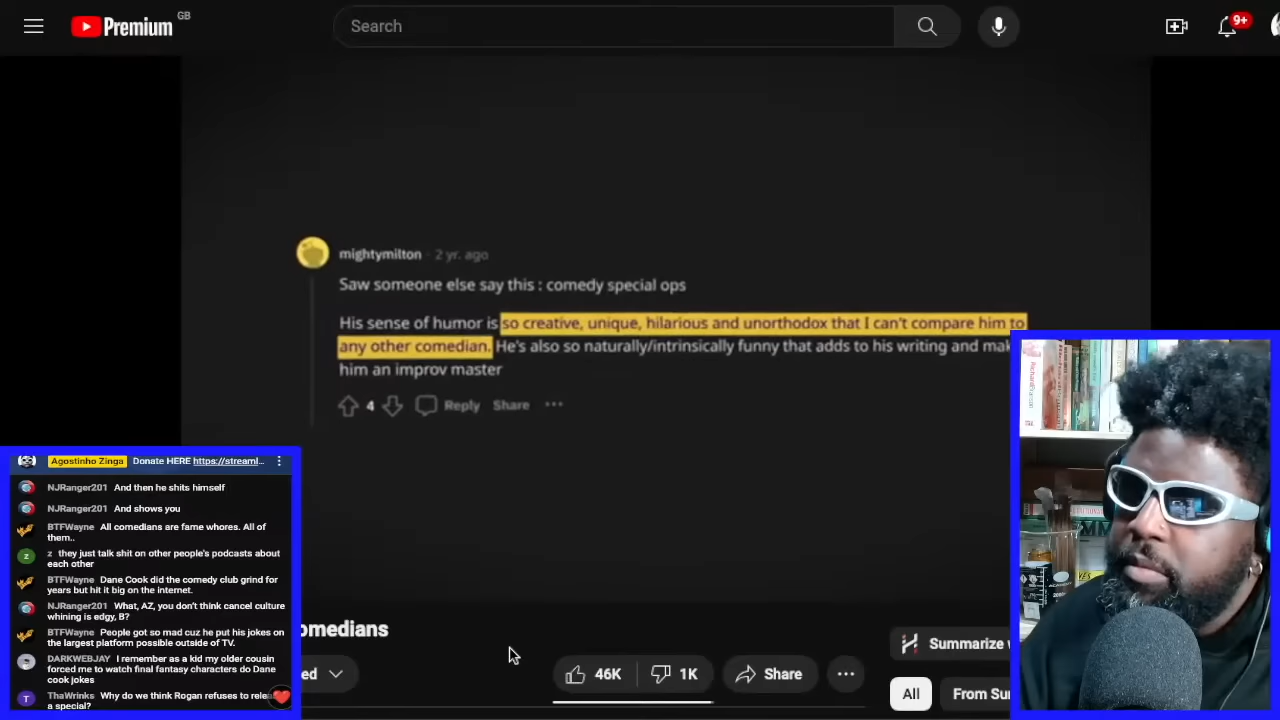 Premium GB
Search
9+
mightymilton · 2 yr. ago
Saw someone else say this : comedy special ops
His sense of humor is so creative, unique, hilarious and unorthodox that I can't compare him to
any other comedian. He's also so naturally/intrinsically funny that adds to his writing and mak
him an improv master
4 Reply Share ···
Agostinho Zinga Donate HERE https://streaml...
NJRanger201 And then he shits himself
NJRanger201 And shows you
BTFWayne All comedians are fame whores. All of
them..
z they just talk shit on other people's podcasts about
each other
BTFWayne Dane Cook did the comedy club grind for
years but hit it big on the internet.
NJRanger201 What, AZ, you don't think cancel culture
whining is edgy, B?
BTFWayne People got so mad cuz he put his jokes on
the largest platform possible outside of TV.
DARKWEBJAY I remember as a kid my older cousin
forced me to watch final fantasy characters do Dane
cook jokes
ThaWrinks Why do we think Rogan refuses to relea
a special?
omedians
ed
46K 1K Share ···
Summarize
All From Su